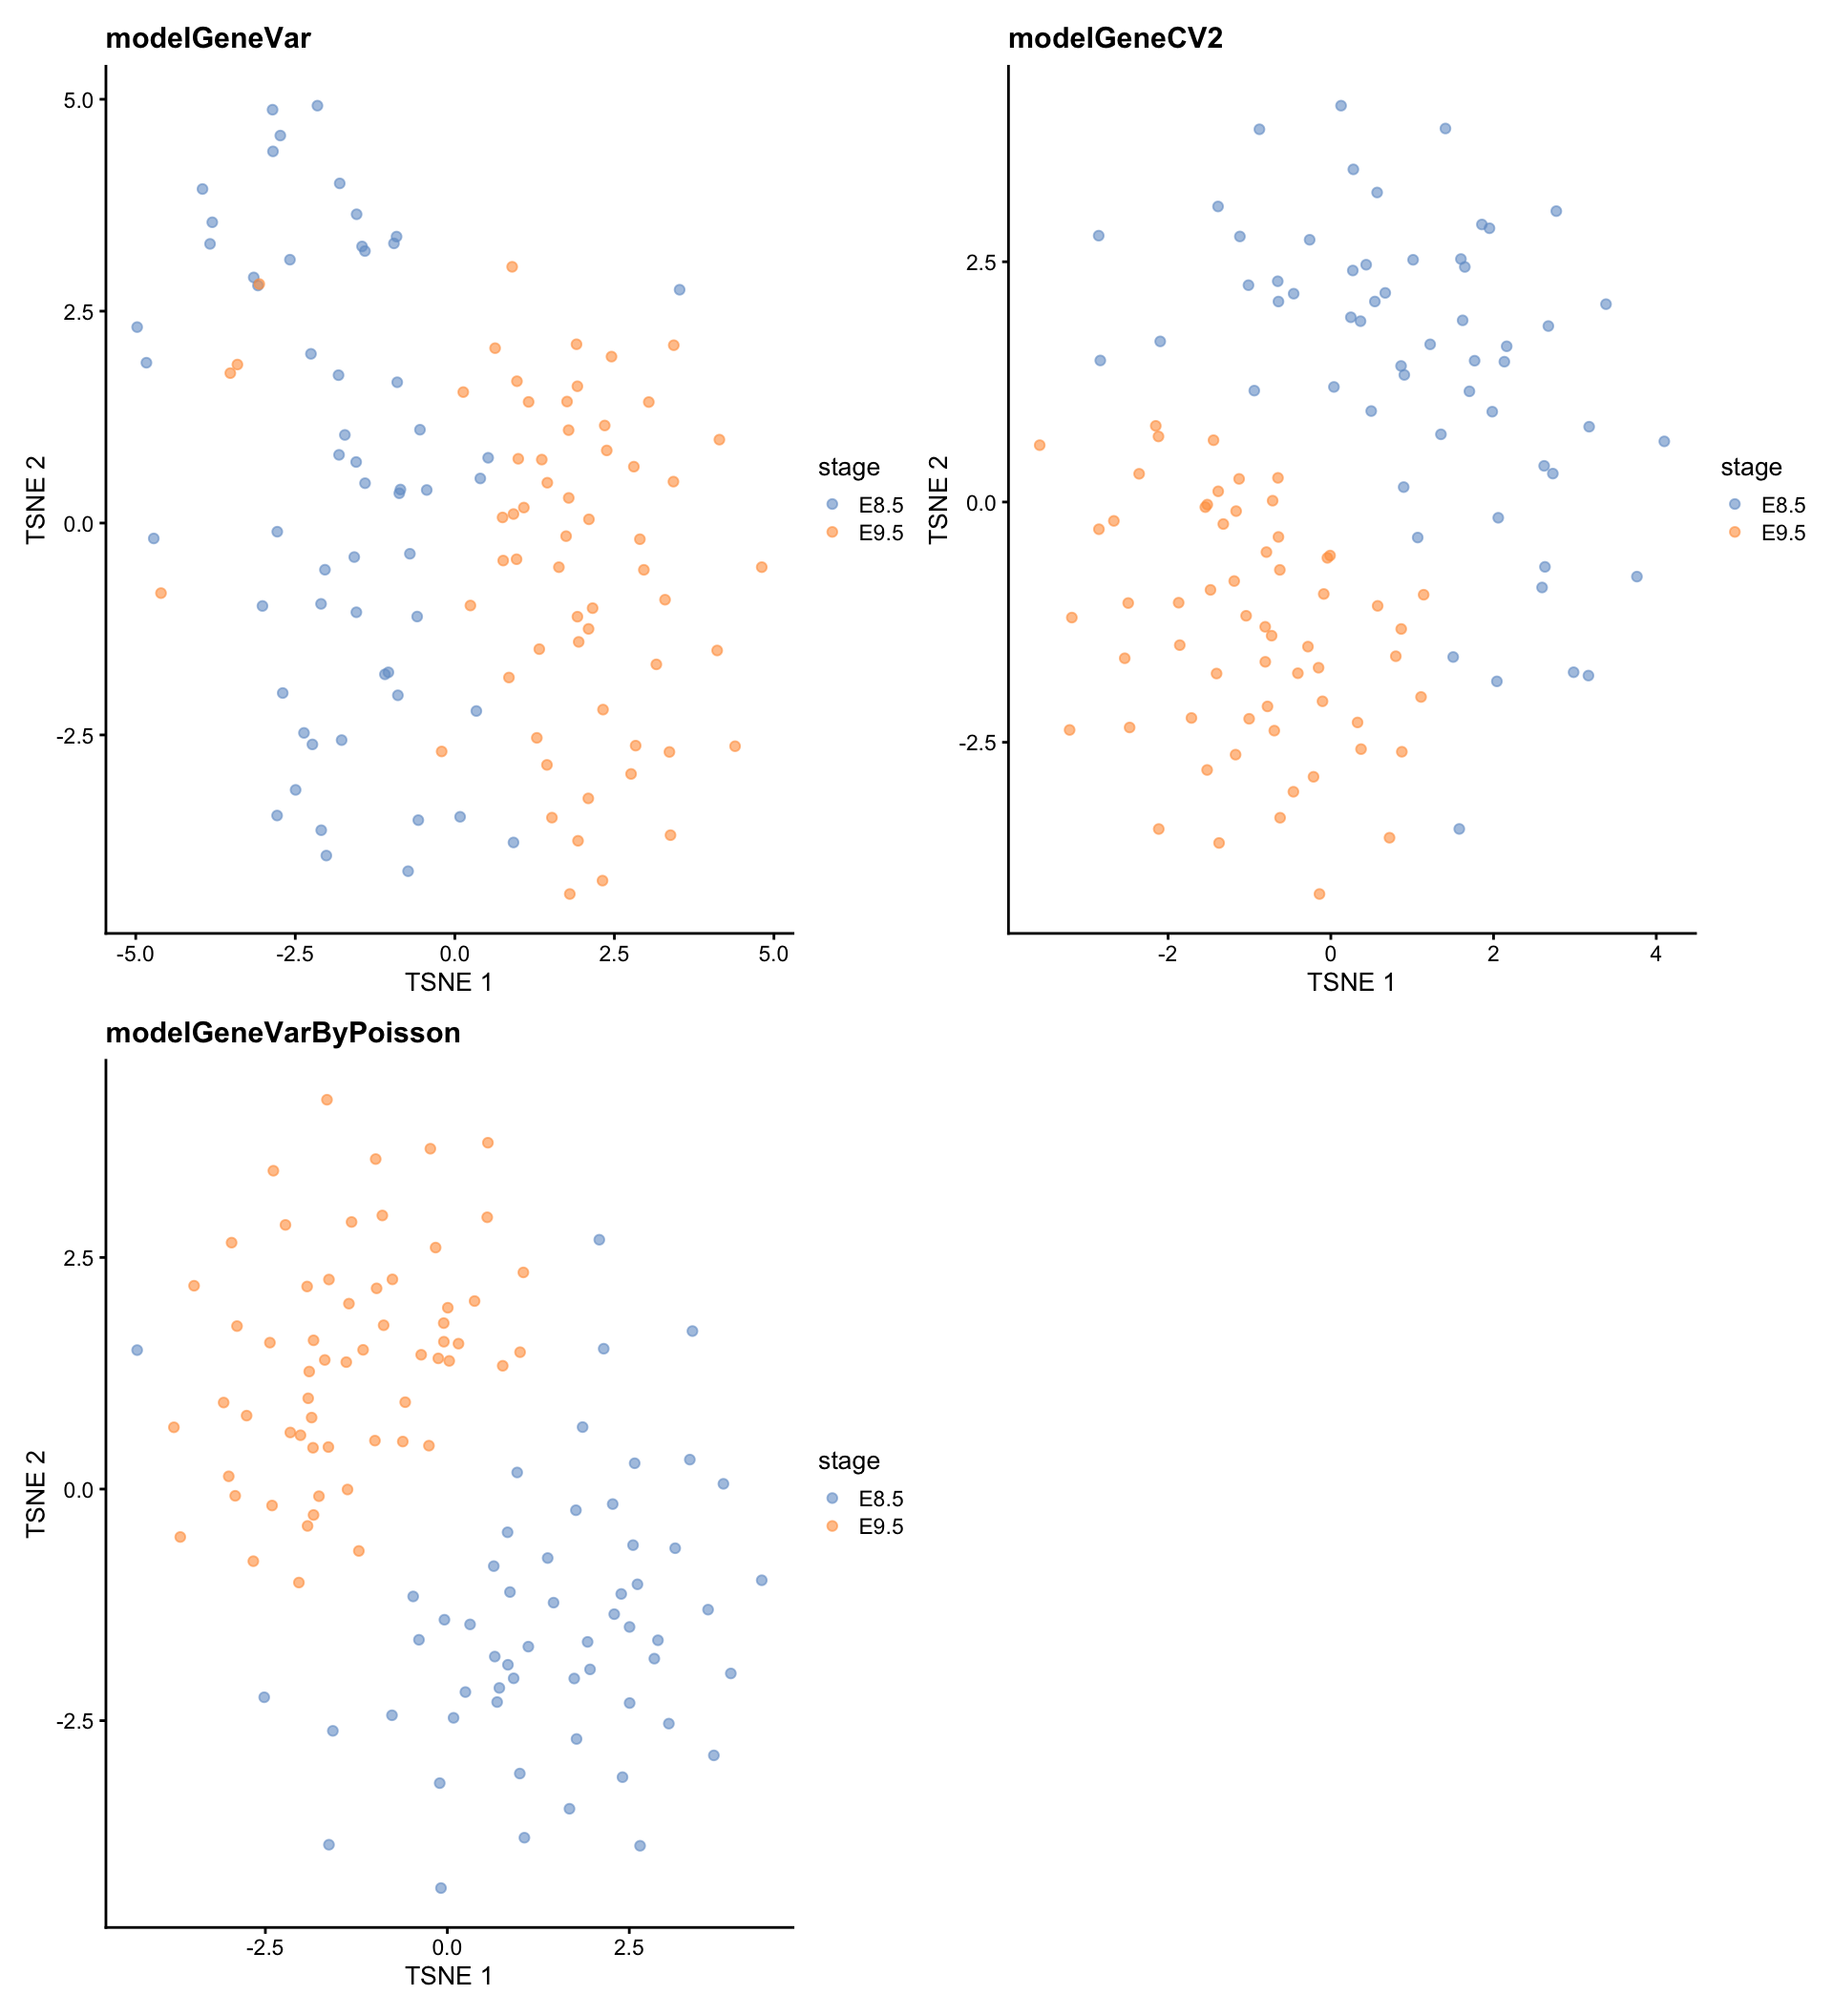 modelGeneVar
5.0
2.5
0.0
-2.5
TSNE 2
-5.0 -2.5 0.0 2.5 5.0
TSNE 1
stage
E8.5
E9.5
modelGeneCV2
2.5
0.0
-2.5
TSNE 2
-2 0 2 4
TSNE 1
stage
E8.5
E9.5
modelGeneVarByPoisson
2.5
0.0
-2.5
TSNE 2
-2.5 0.0 2.5
TSNE 1
stage
E8.5
E9.5